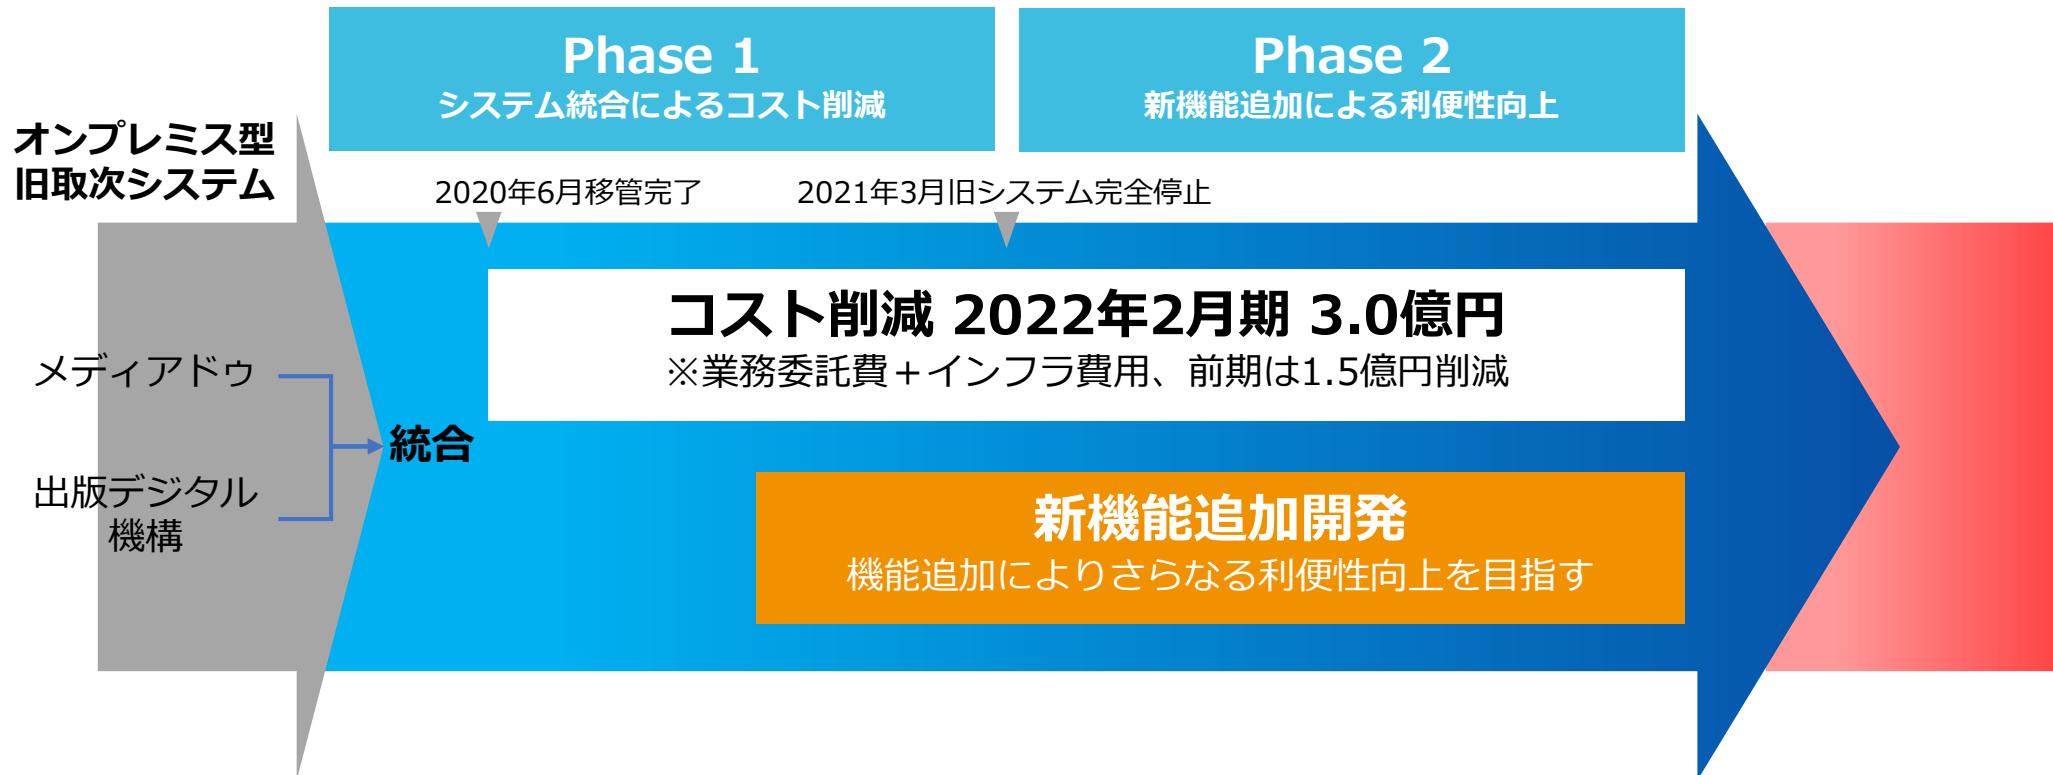 Phase 1
システム統合によるコスト削減
Phase 2
新機能追加による利便性向上
オンプレミス型
旧取次システム
2020年6月移管完了
2021年3月旧システム完全停止
コスト削減 2022年2月期 3.0億円
※業務委託費＋インフラ費用、前期は1.5億円削減
メディアドゥ
統合
出版デジタル
機構
新機能追加開発
機能追加によりさらなる利便性向上を目指す